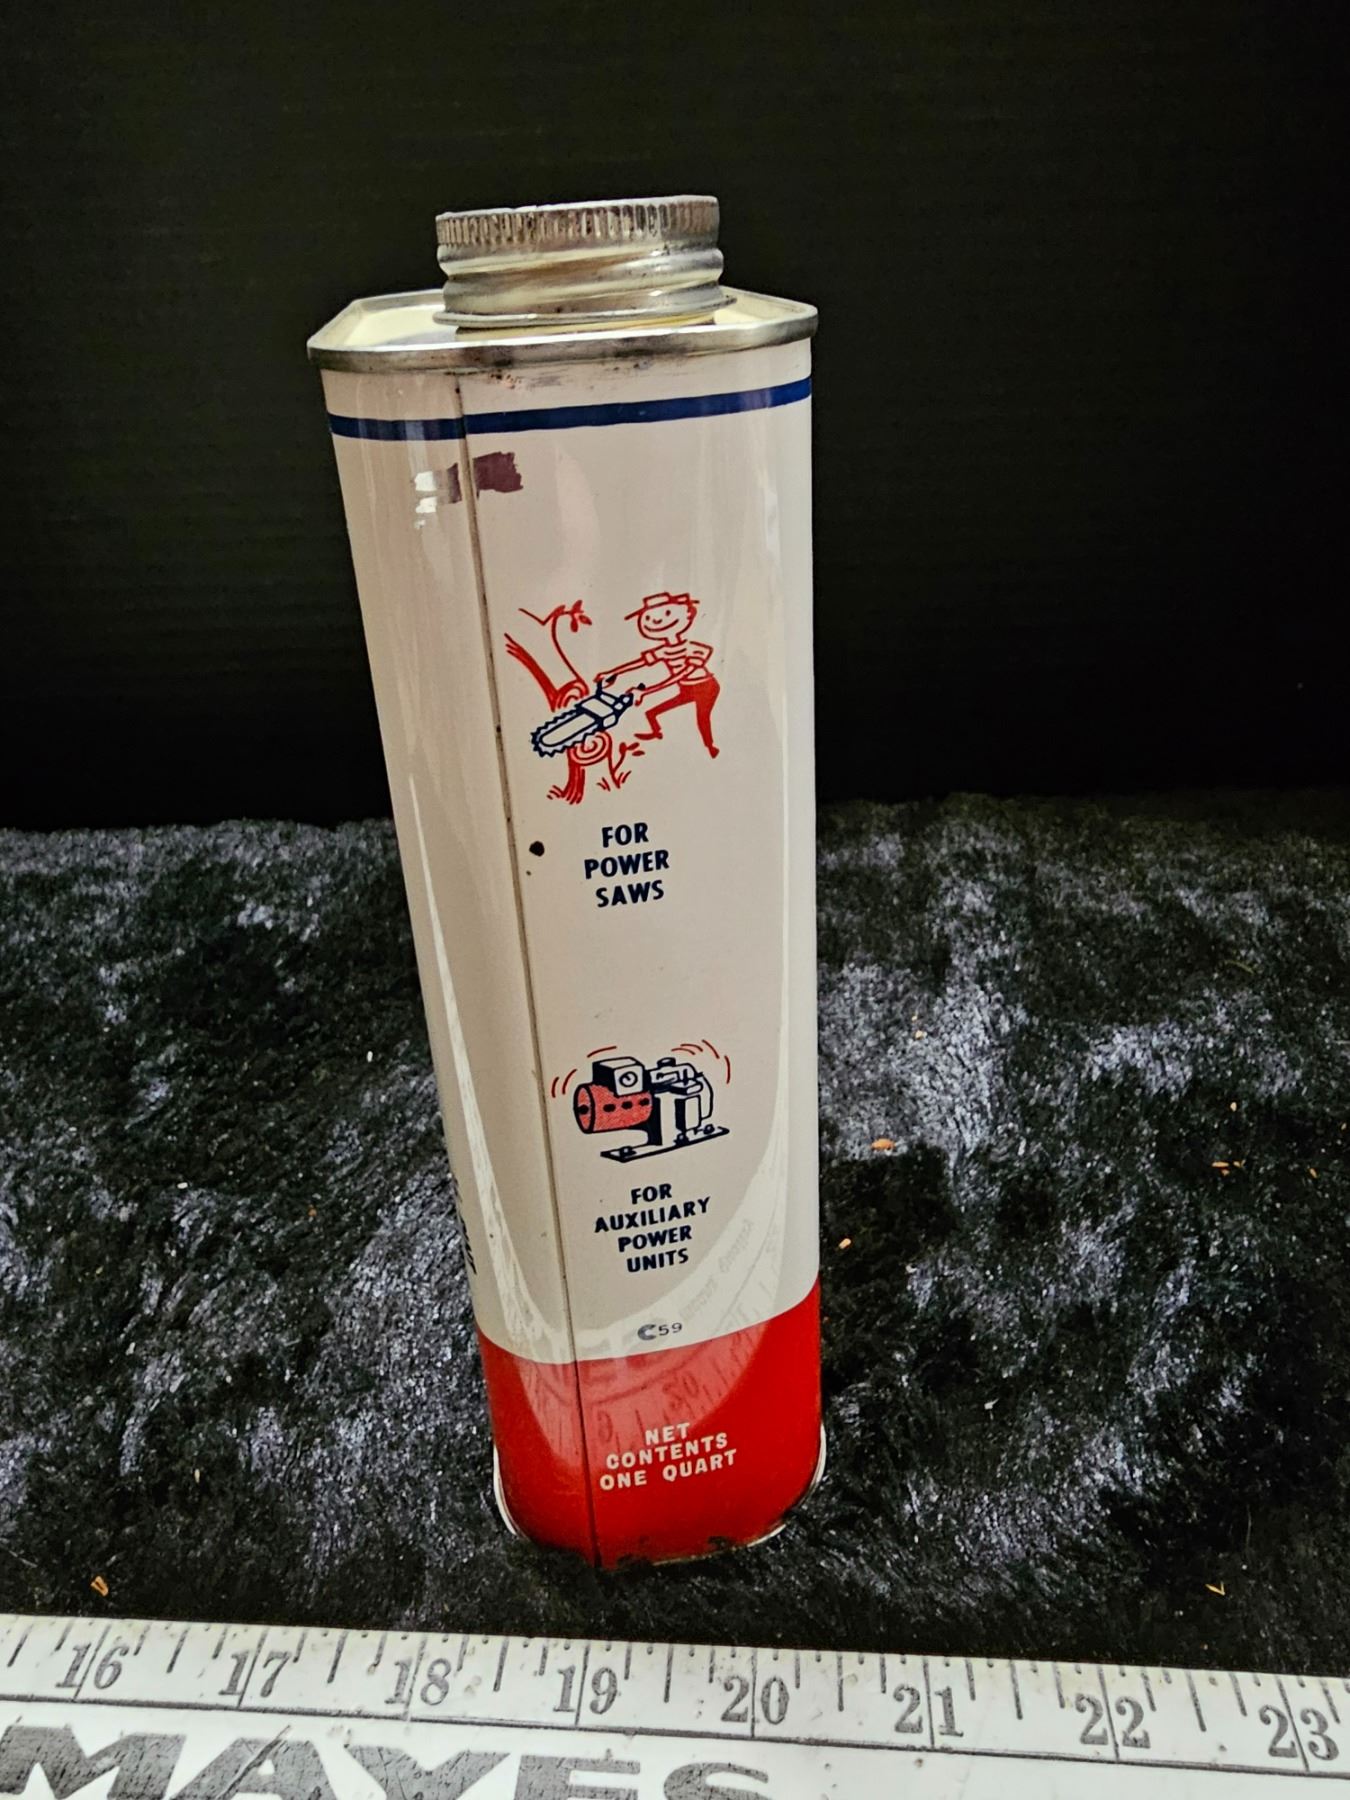 FOR
POWER
SAWS
FOR
AUXILIARY
POWER
UNITS
C59
NET
CONTENTS
ONE QUART
16 17 18 19 20 21 22 23
MAYES